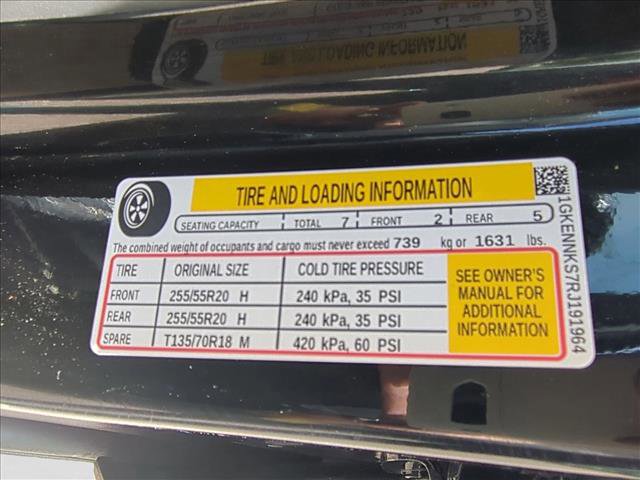 TIRE AND LOADING INFORMATION
SEATING CAPACITY TOTAL 7 FRONT 2 REAR 5
The combined weight of occupants and cargo must never exceed 739 kg or 1631 lbs.
TIRE ORIGINAL SIZE COLD TIRE PRESSURE
FRONT 255/55R20 H 240 kPa, 35 PSI
REAR 255/55R20 H 240 kPa, 35 PSI
SPARE T135/70R18 M 420 kPa, 60 PSI
SEE OWNER'S
MANUAL FOR
ADDITIONAL
INFORMATION
1GKENNKS7RJ191964